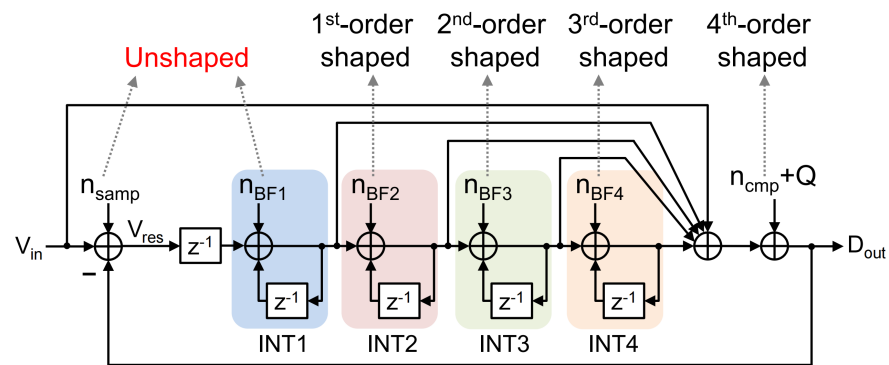 Unshaped
1st-order
shaped
2nd-order
shaped
3rd-order
shaped
4th-order
shaped
nsamp
nBF1
nBF2
nBF3
nBF4
ncmp+Q
Vin
−
Vres
z-1
Dout
z-1
z-1
z-1
z-1
INT1
INT2
INT3
INT4